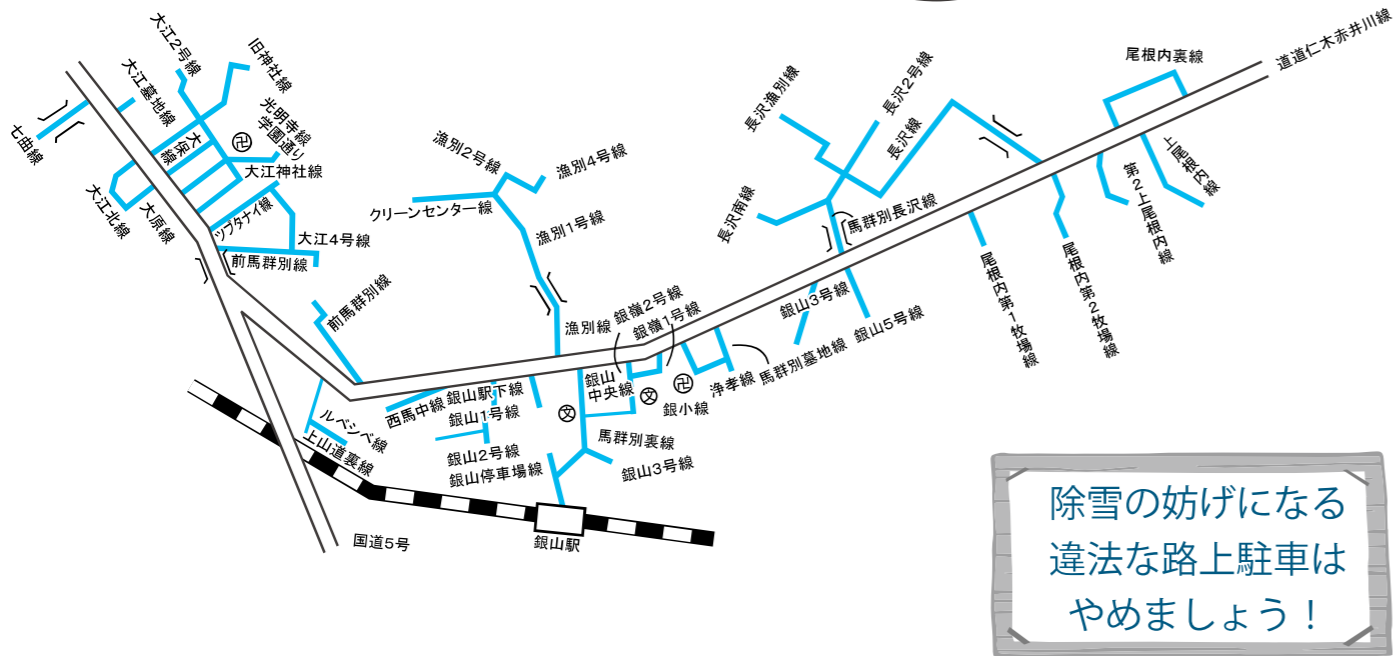 大江2号線
旧神社線
大江墓地線
光明寺線
学園通り
七曲線
大保線
大江神社線
大江北線
大原線
ツブタナイ線
大江4号線
前馬群別線
前馬群別線
漁別2号線
漁別4号線
クリーンセンター線
漁別1号線
漁別線
銀嶺2号線
銀嶺1号線
長沢漁別線
長沢2号線
長沢線
長沢南線
馬群別長沢線
尾根内裏線
道道仁木赤井川線
上尾根内線
第2上尾根内線
尾根内第2牧場線
尾根内第1牧場線
銀山3号線
銀山5号線
馬群別墓地線
浄孝線
銀小線
銀山
中央線
西馬中線
銀山駅下線
銀山1号線
銀山2号線
銀山停車場線
馬群別裏線
銀山3号線
ルベシベ線
上山道裏線
国道5号
銀山駅
卍
文
文
卍
除雪の妨げになる
違法な路上駐車は
やめましょう！